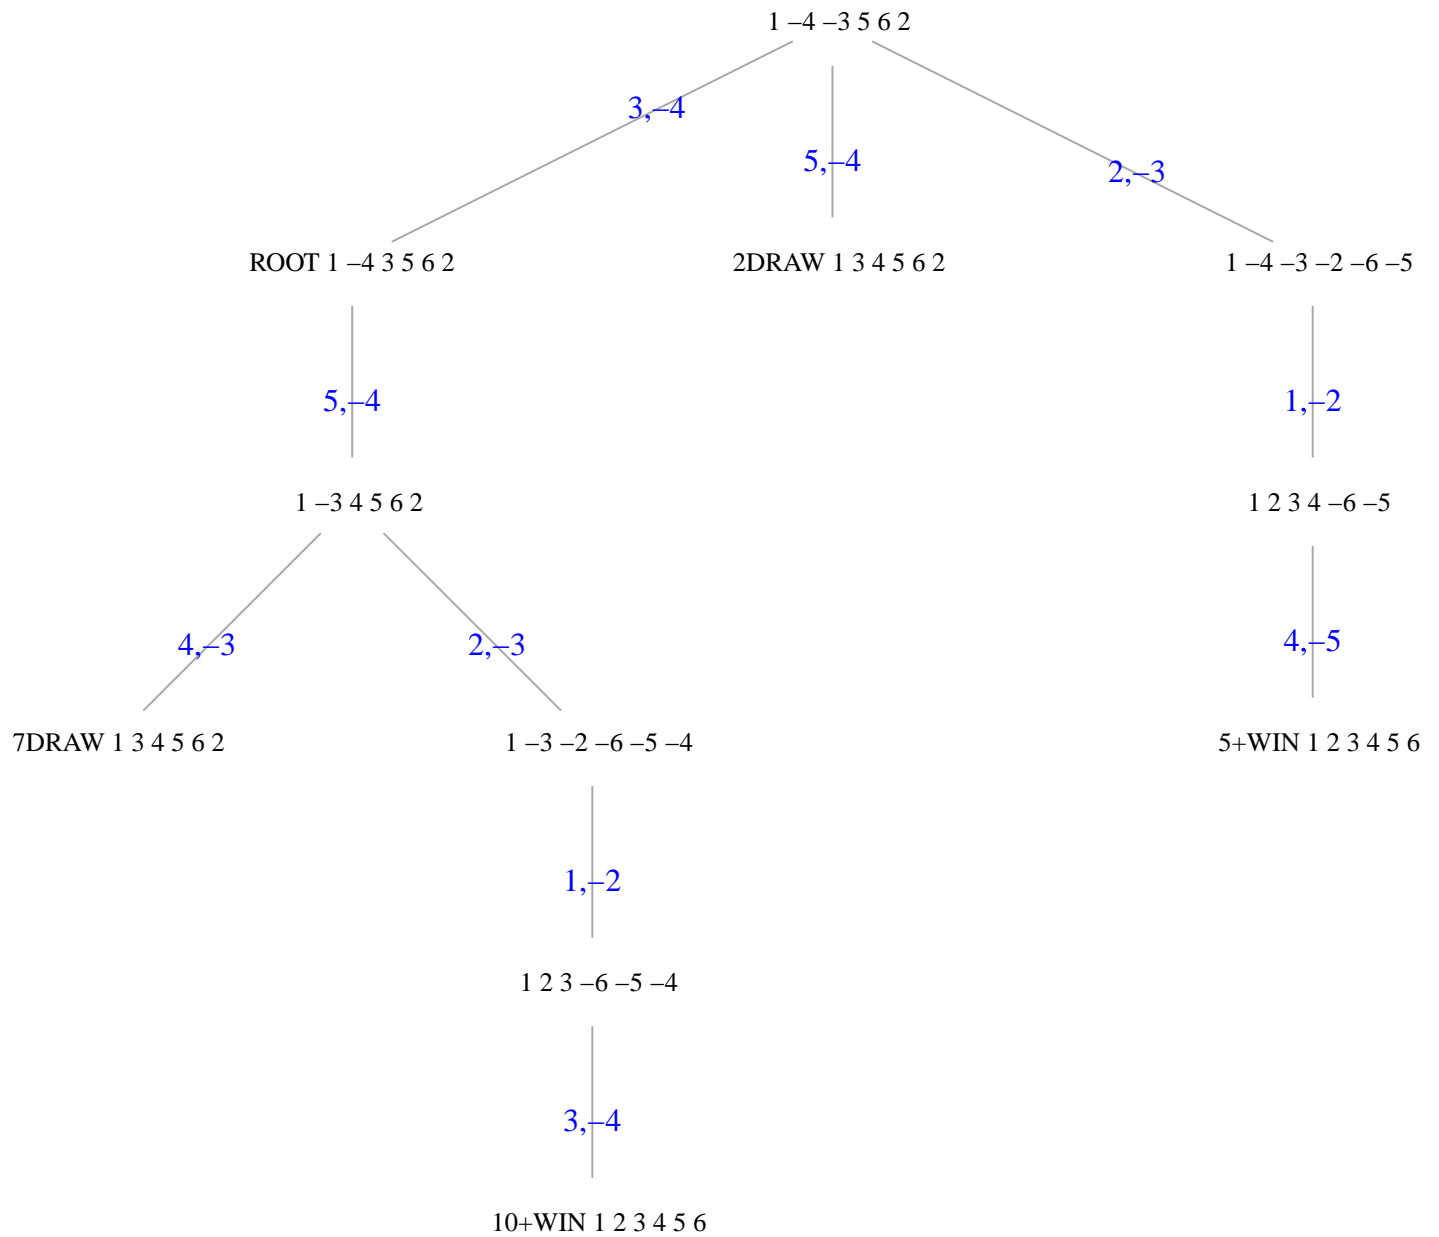 1 –4 –3 5 6 2
3,–4
5,–4
2,–3
ROOT 1 –4 3 5 6 2
2DRAW 1 3 4 5 6 2
1 –4 –3 –2 –6 –5
5,–4
1,–2
1 –3 4 5 6 2
1 2 3 4 –6 –5
4,–3
2,–3
4,–5
7DRAW 1 3 4 5 6 2
1 –3 –2 –6 –5 –4
5+WIN 1 2 3 4 5 6
1,–2
1 2 3 –6 –5 –4
3,–4
10+WIN 1 2 3 4 5 6